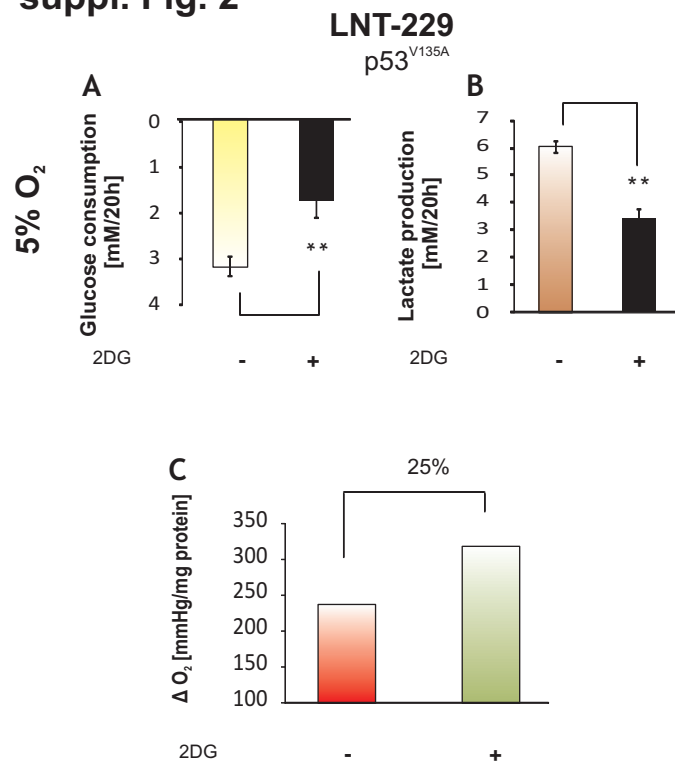 suppl. Fig. 2
LNT-229
p53V135A
5% O2
A
Glucose consumption
[mM/20h]
0
1
2
3
4
**
2DG - +
B
Lactate production
[mM/20h]
7
6
5
4
3
2
1
0
**
2DG - +
C
25%
Δ O2 [mmHg/mg protein]
350
300
250
200
150
100
2DG - +